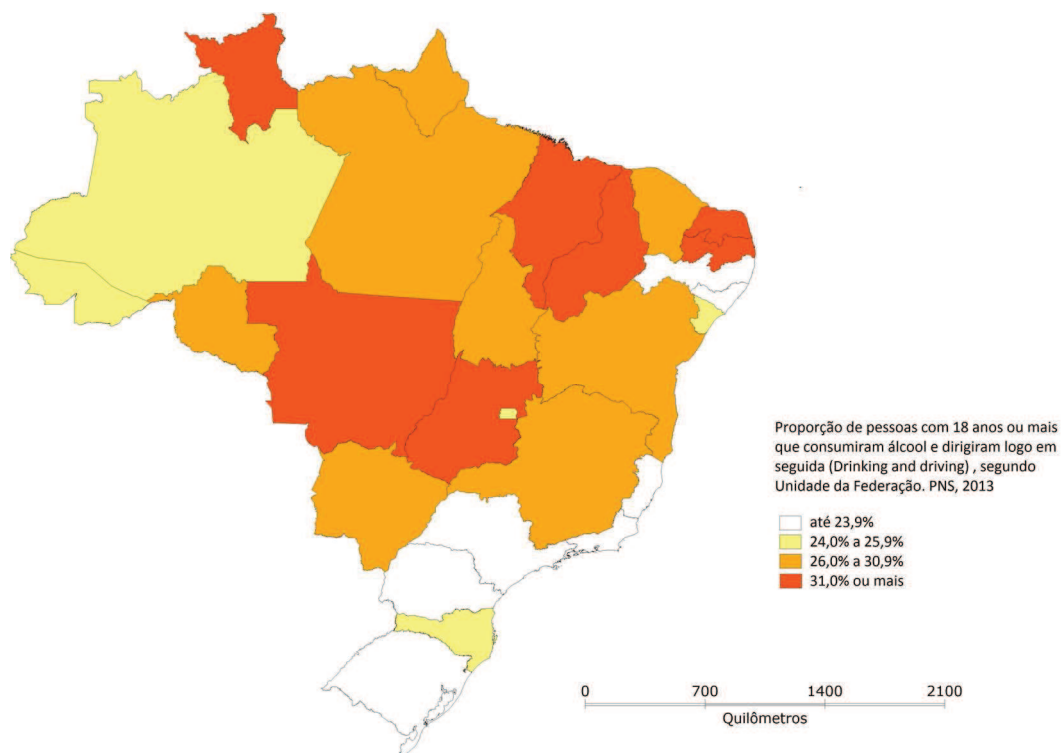 Proporção de pessoas com 18 anos ou mais
que consumiram álcool e dirigiram logo em
seguida (Drinking and driving) , segundo
Unidade da Federação. PNS, 2013
até 23,9%
24,0% a 25,9%
26,0% a 30,9%
31,0% ou mais
0 700 1400 2100
Quilômetros